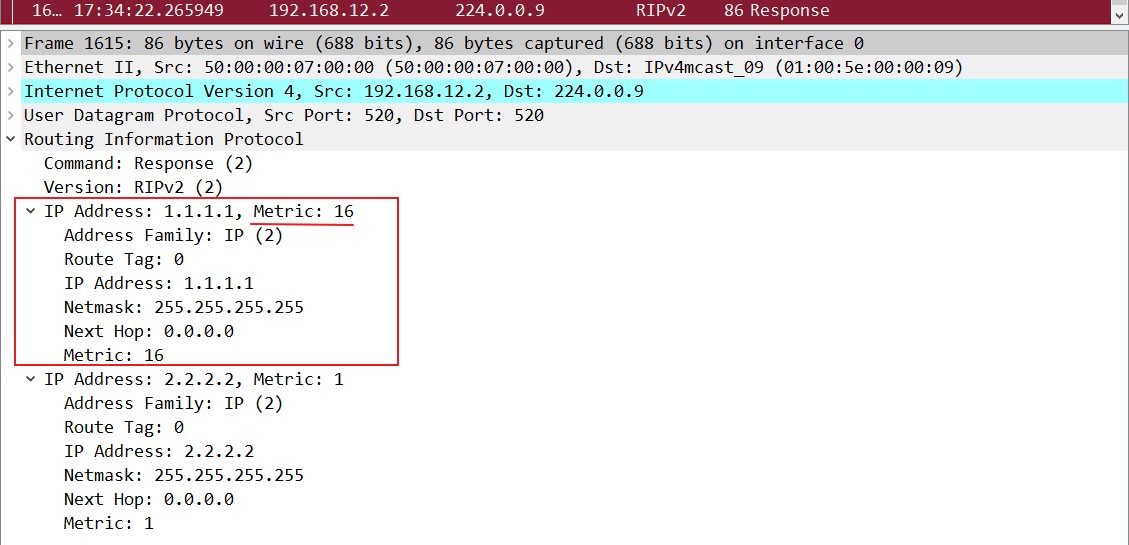 16… 17:34:22.265949 192.168.12.2 224.0.0.9 RIPv2 86 Response
Frame 1615: 86 bytes on wire (688 bits), 86 bytes captured (688 bits) on interface 0
Ethernet II, Src: 50:00:00:07:00:00 (50:00:00:07:00:00), Dst: IPv4mcast_09 (01:00:5e:00:00:09)
Internet Protocol Version 4, Src: 192.168.12.2, Dst: 224.0.0.9
User Datagram Protocol, Src Port: 520, Dst Port: 520
Routing Information Protocol
Command: Response (2)
Version: RIPv2 (2)
IP Address: 1.1.1.1, Metric: 16
Address Family: IP (2)
Route Tag: 0
IP Address: 1.1.1.1
Netmask: 255.255.255.255
Next Hop: 0.0.0.0
Metric: 16
IP Address: 2.2.2.2, Metric: 1
Address Family: IP (2)
Route Tag: 0
IP Address: 2.2.2.2
Netmask: 255.255.255.255
Next Hop: 0.0.0.0
Metric: 1